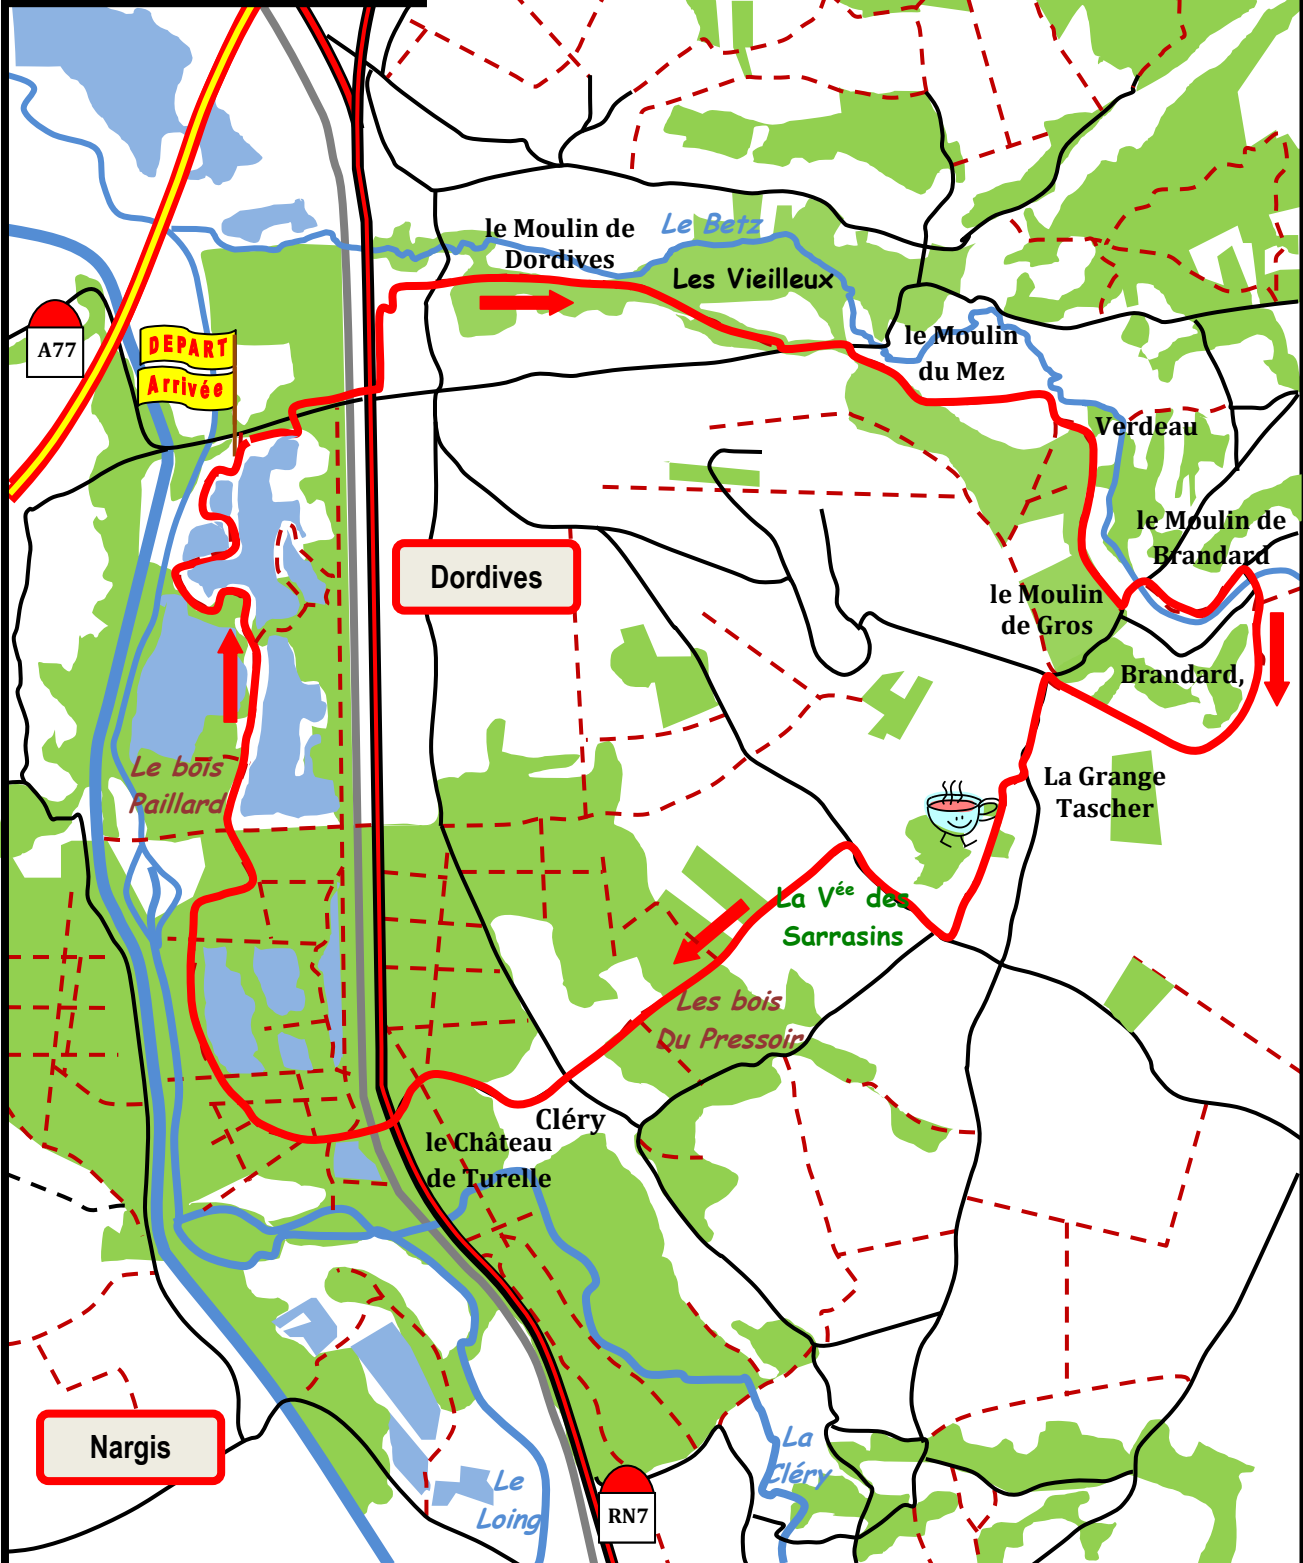 le Moulin de
Dordives
Le Betz
Les Vieilleux
A77
DEPART
Arrivée
le Moulin
du Mez
Verdeau
le Moulin de
Brandard
Dordives
le Moulin
de Gros
Brandard,
Le bois
Paillard
La Grange
Tascher
La Vée des
Sarrasins
Les bois
Du Pressoir
Cléry
le Château
de Turelle
Nargis
La
Cléry
Le
Loing
RN7